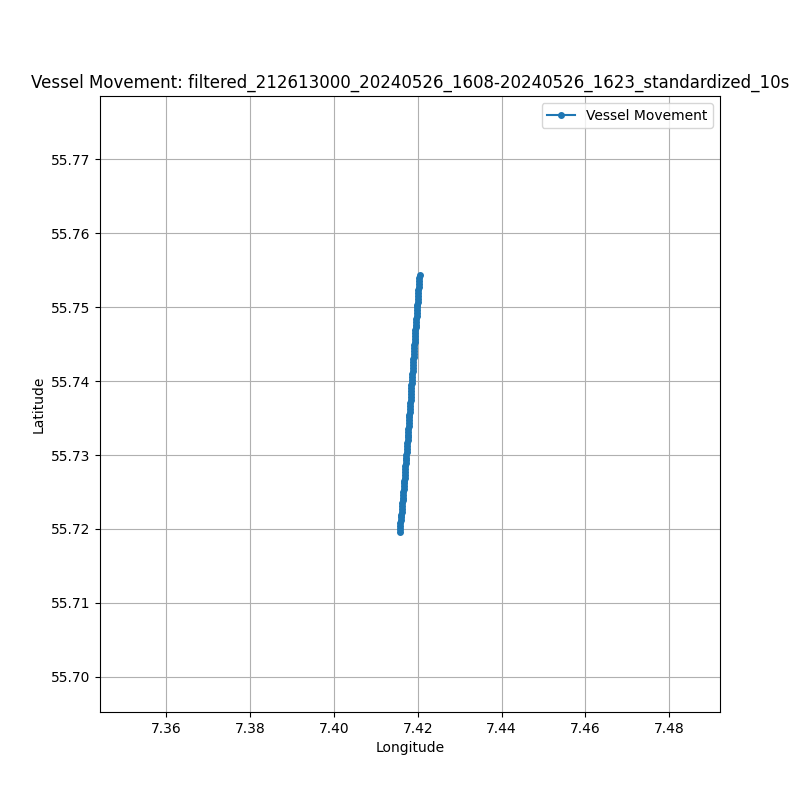 Vessel Movement: filtered_212613000_20240526_1608-20240526_1623_standardized_10s
Vessel Movement
55.77
55.76
55.75
55.74
55.73
55.72
55.71
55.70
Latitude
7.36 7.38 7.40 7.42 7.44 7.46 7.48
Longitude